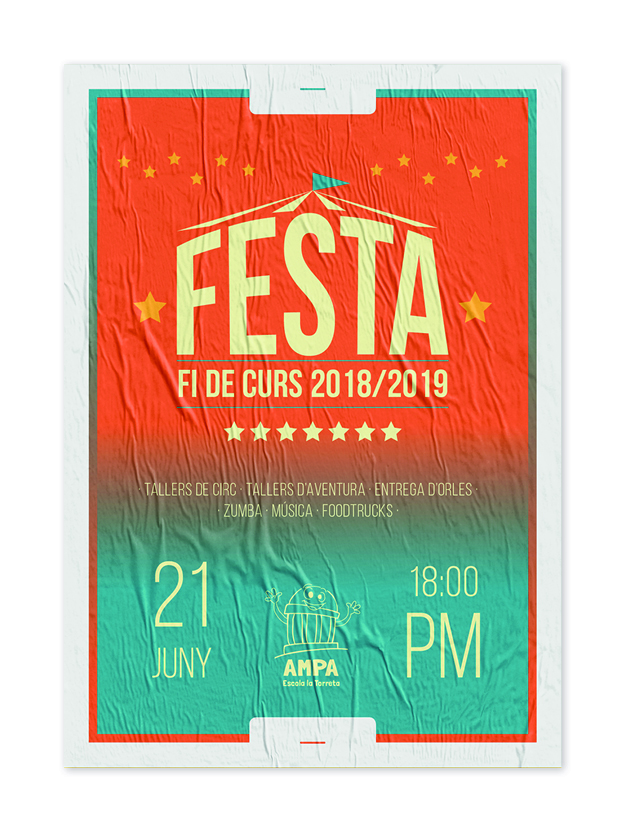 FESTA
FI DE CURS 2018/2019
· TALLERS DE CIRC · TALLERS D'AVENTURA · ENTREGA D'ORLES ·
· ZUMBA · MÚSICA · FOODTRUCKS ·
21
JUNY
18:00
PM
AMPA
Escola la Torreta